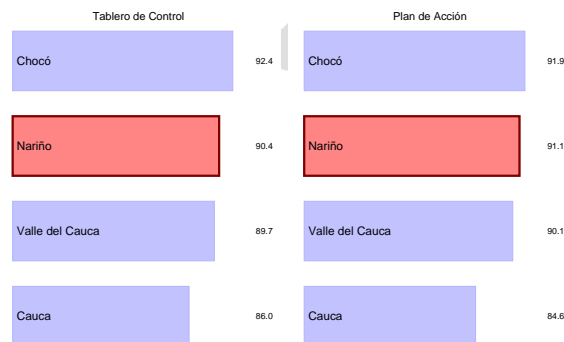 Tablero de Control
Chocó 92.4
Nariño 90.4
Valle del Cauca 89.7
Cauca 86.0
Plan de Acción
Chocó 91.9
Nariño 91.1
Valle del Cauca 90.1
Cauca 84.6